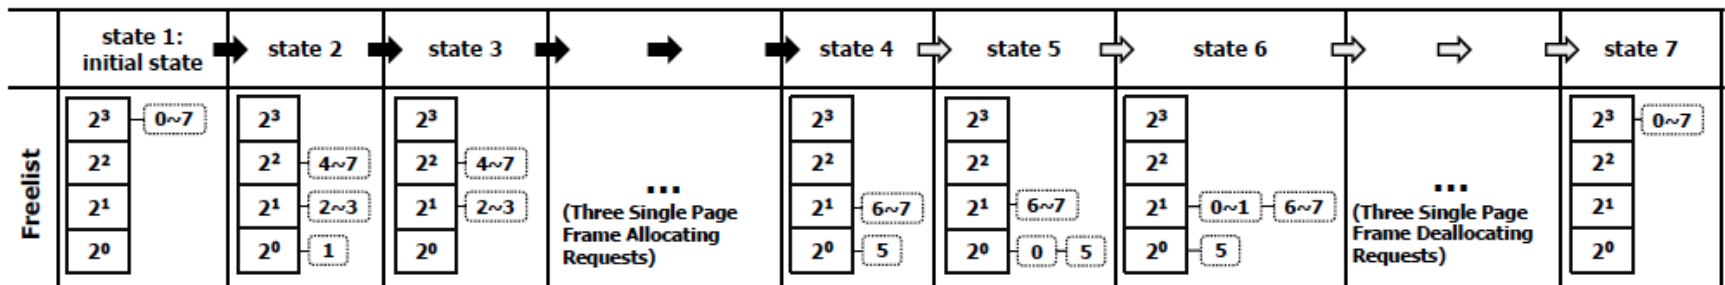 state 1:
initial state
state 2
state 3
state 4
state 5
state 6
state 7
Freelist
2³ 0~7
2²
2¹
2⁰
2³
2² 4~7
2¹ 2~3
2⁰ 1
2³
2² 4~7
2¹ 2~3
2⁰
...
(Three Single Page
Frame Allocating
Requests)
2³
2²
2¹ 6~7
2⁰ 5
2³
2²
2¹ 6~7
2⁰ 0 5
2³
2²
2¹ 0~1 6~7
2⁰ 5
...
(Three Single Page
Frame Deallocating
Requests)
2³ 0~7
2²
2¹
2⁰